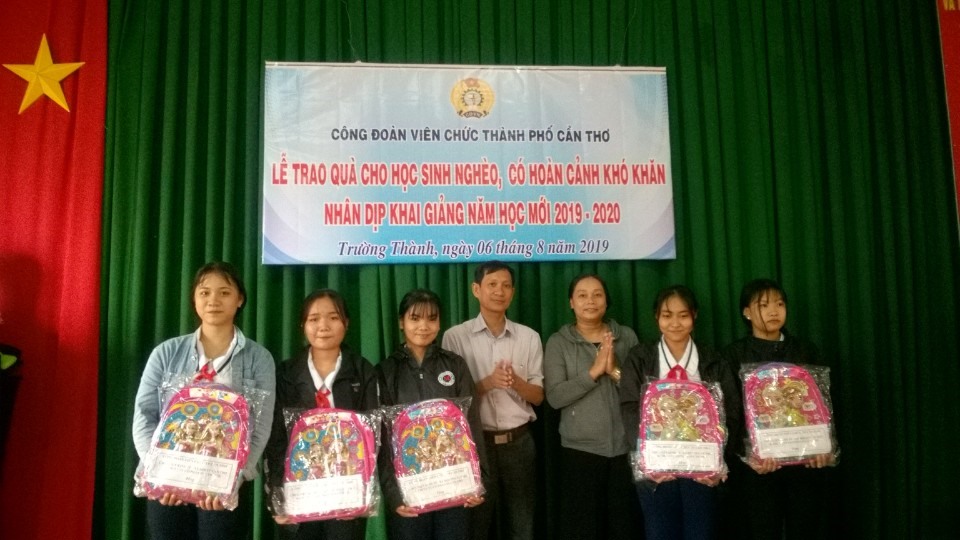 CÔNG ĐOÀN VIÊN CHỨC THÀNH PHỐ CẦN THƠ
LỄ TRAO QUÀ CHO HỌC SINH NGHÈO, CÓ HOÀN CẢNH KHÓ KHĂN
NHÂN DỊP KHAI GIẢNG NĂM HỌC MỚI 2019 - 2020
Trường Thành, ngày 06 tháng 8 năm 2019